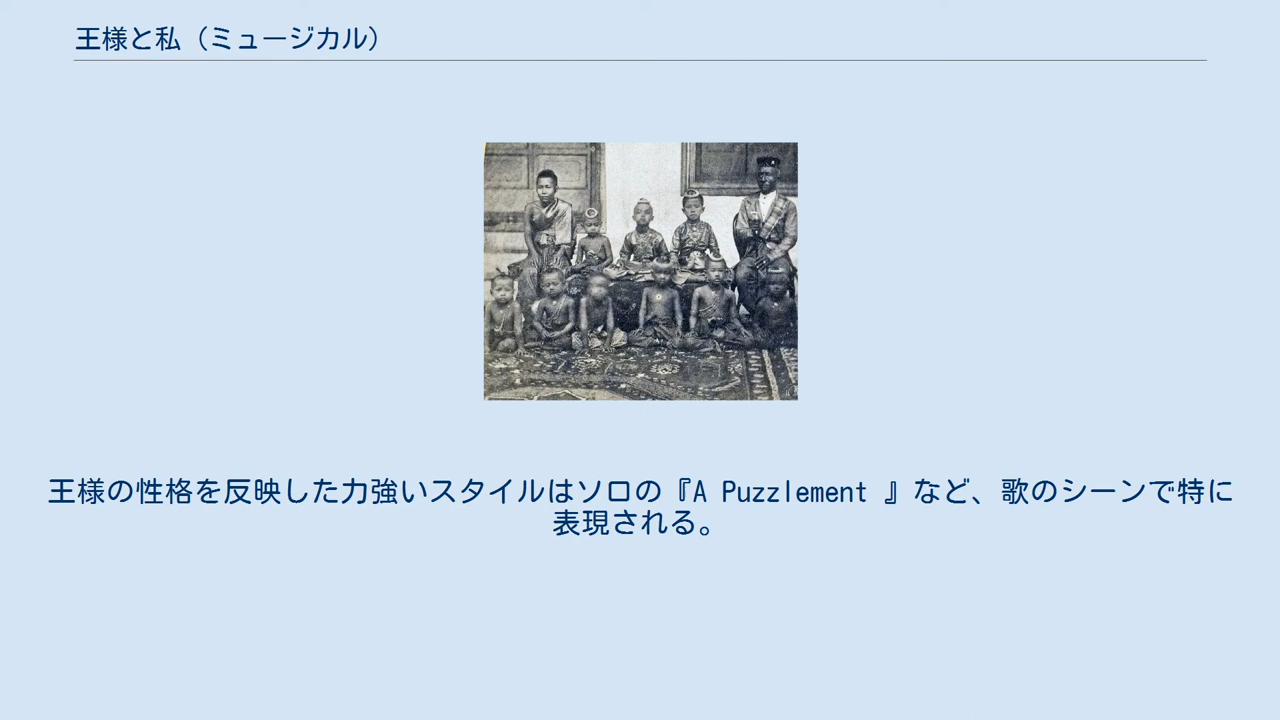 王様と私（ミュージカル）
王様の性格を反映した力強いスタイルはソロの『A Puzzlement 』など、歌のシーンで特に
表現される。